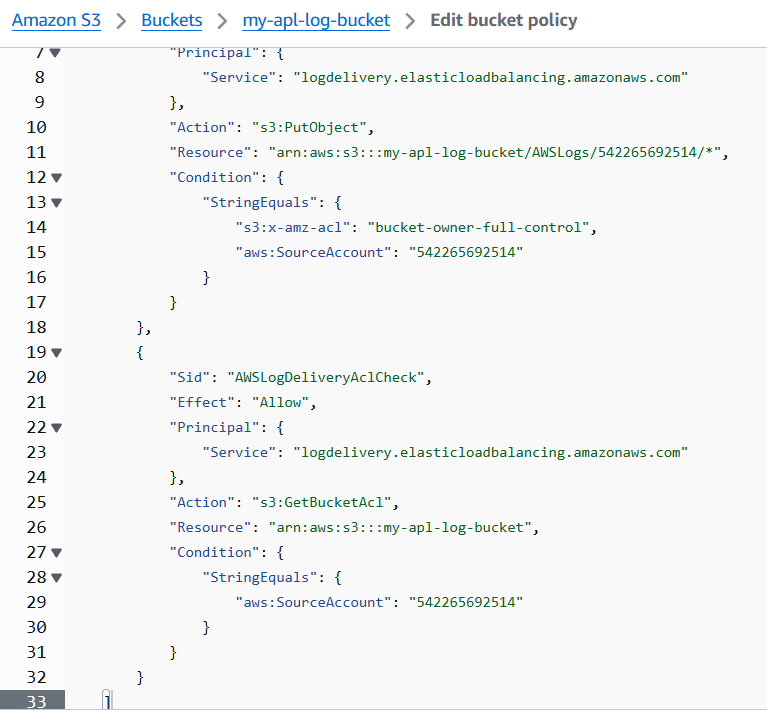 Amazon S3 > Buckets > my-apl-log-bucket > Edit bucket policy
7 "Principal": {
8 "Service": "logdelivery.elasticloadbalancing.amazonaws.com"
9 },
10 "Action": "s3:PutObject",
11 "Resource": "arn:aws:s3:::my-apl-log-bucket/AWSLogs/542265692514/*",
12 "Condition": {
13 "StringEquals": {
14 "s3:x-amz-acl": "bucket-owner-full-control",
15 "aws:SourceAccount": "542265692514"
16 }
17 }
18 },
19 {
20 "Sid": "AWSLogDeliveryAclCheck",
21 "Effect": "Allow",
22 "Principal": {
23 "Service": "logdelivery.elasticloadbalancing.amazonaws.com"
24 },
25 "Action": "s3:GetBucketAcl",
26 "Resource": "arn:aws:s3:::my-apl-log-bucket",
27 "Condition": {
28 "StringEquals": {
29 "aws:SourceAccount": "542265692514"
30 }
31 }
32 }
33 ]